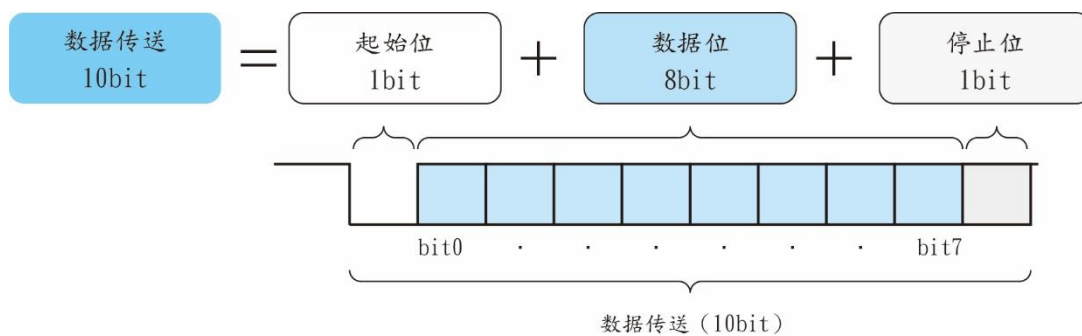 数据传送 = 起始位 + 数据位 + 停止位
10bit 1bit 8bit 1bit
bit0 · · · · · · bit7
数据传送（10bit）